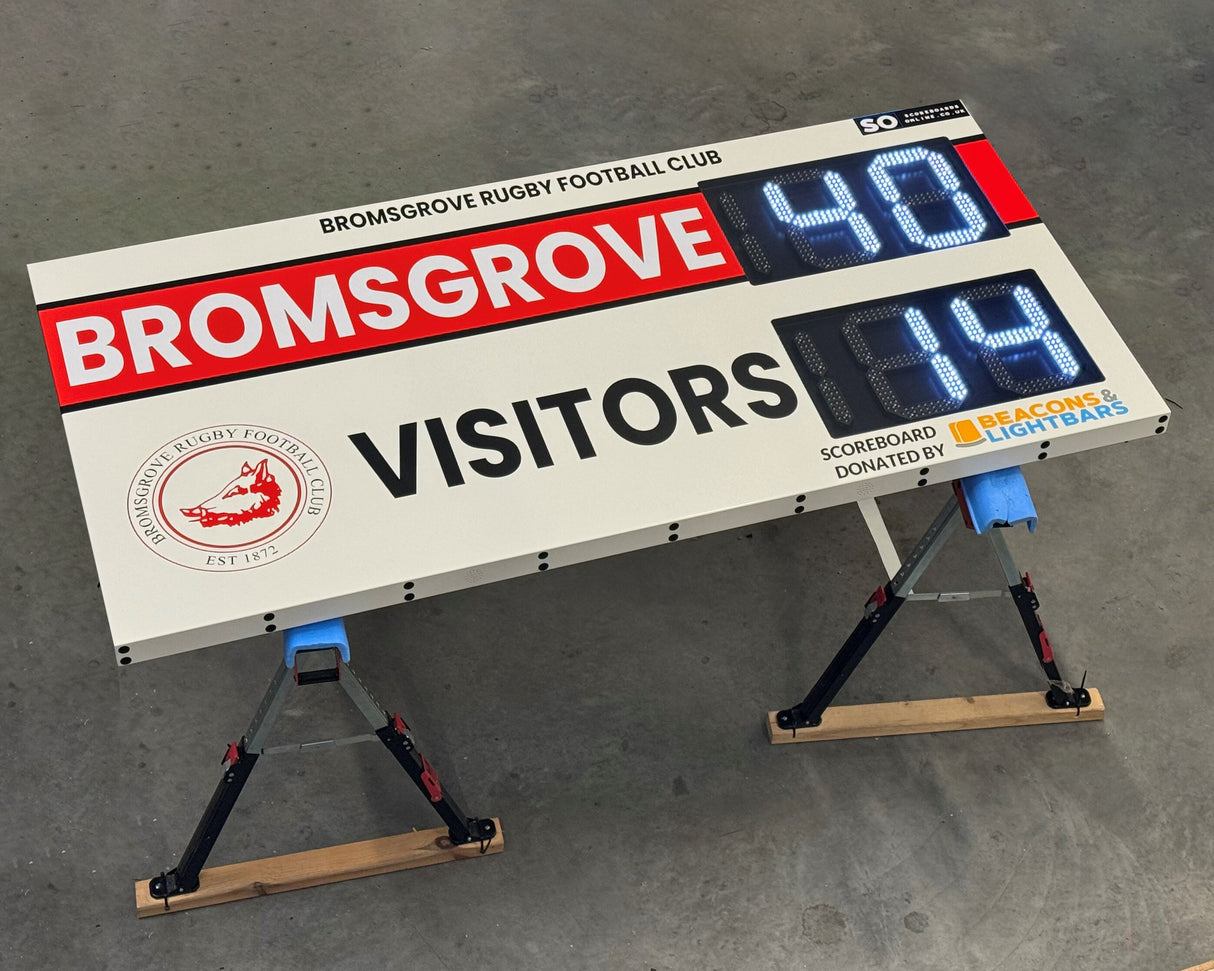 SO SCOREBOARDS
ONLINE.CO.UK
BROMSGROVE RUGBY FOOTBALL CLUB
BROMSGROVE 40
VISITORS 14
BROMSGROVE RUGBY FOOTBALL CLUB
EST 1872
SCOREBOARD
DONATED BY
BEACONS&
LIGHTBARS